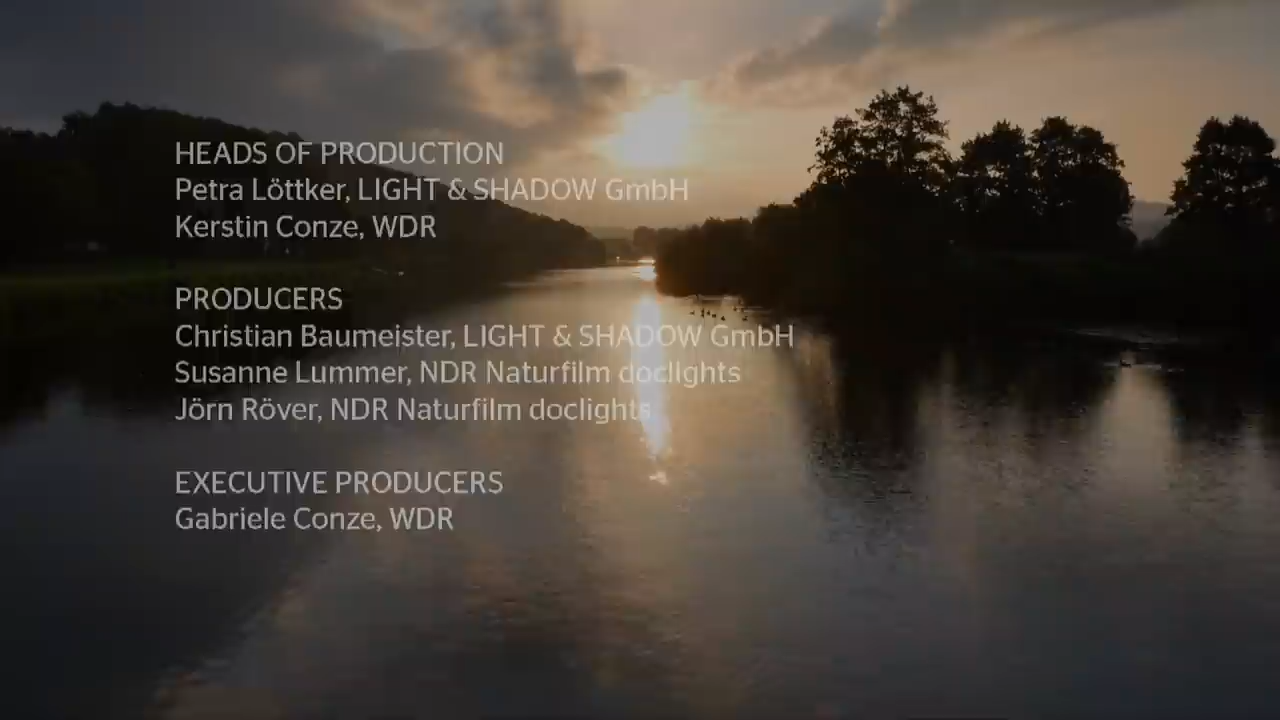 HEADS OF PRODUCTION
Petra Löttker, LIGHT & SHADOW GmbH
Kerstin Conze, WDR
PRODUCERS
Christian Baumeister, LIGHT & SHADOW GmbH
Susanne Lummer, NDR Naturfilm doclights
Jörn Röver, NDR Naturfilm doclights
EXECUTIVE PRODUCERS
Gabriele Conze, WDR